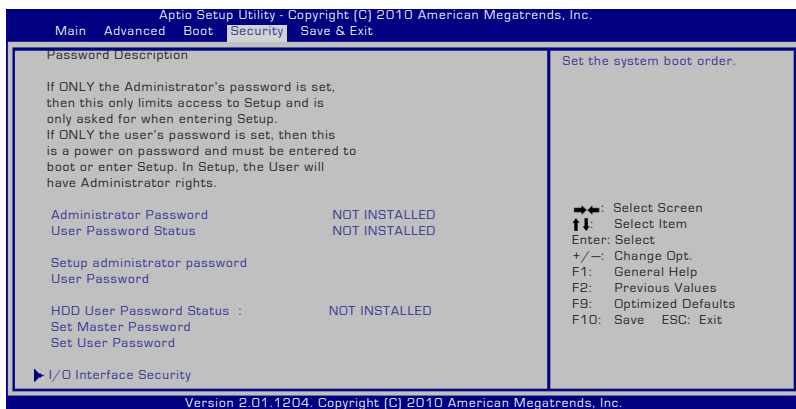 Aptio Setup Utility - Copyright (C) 2010 American Megatrends, Inc.
Main Advanced Boot Security Save & Exit
Password Description
If ONLY the Administrator's password is set,
then this only limits access to Setup and is
only asked for when entering Setup.
If ONLY the user's password is set, then this
is a power on password and must be entered to
boot or enter Setup. In Setup, the User will
have Administrator rights.
Administrator Password NOT INSTALLED
User Password Status NOT INSTALLED
Setup administrator password
User Password
HDD User Password Status : NOT INSTALLED
Set Master Password
Set User Password
I/O Interface Security
Set the system boot order.
→←: Select Screen
↑↓: Select Item
Enter: Select
+/—: Change Opt.
F1: General Help
F2: Previous Values
F9: Optimized Defaults
F10: Save ESC: Exit
Version 2.01.1204. Copyright (C) 2010 American Megatrends, Inc.